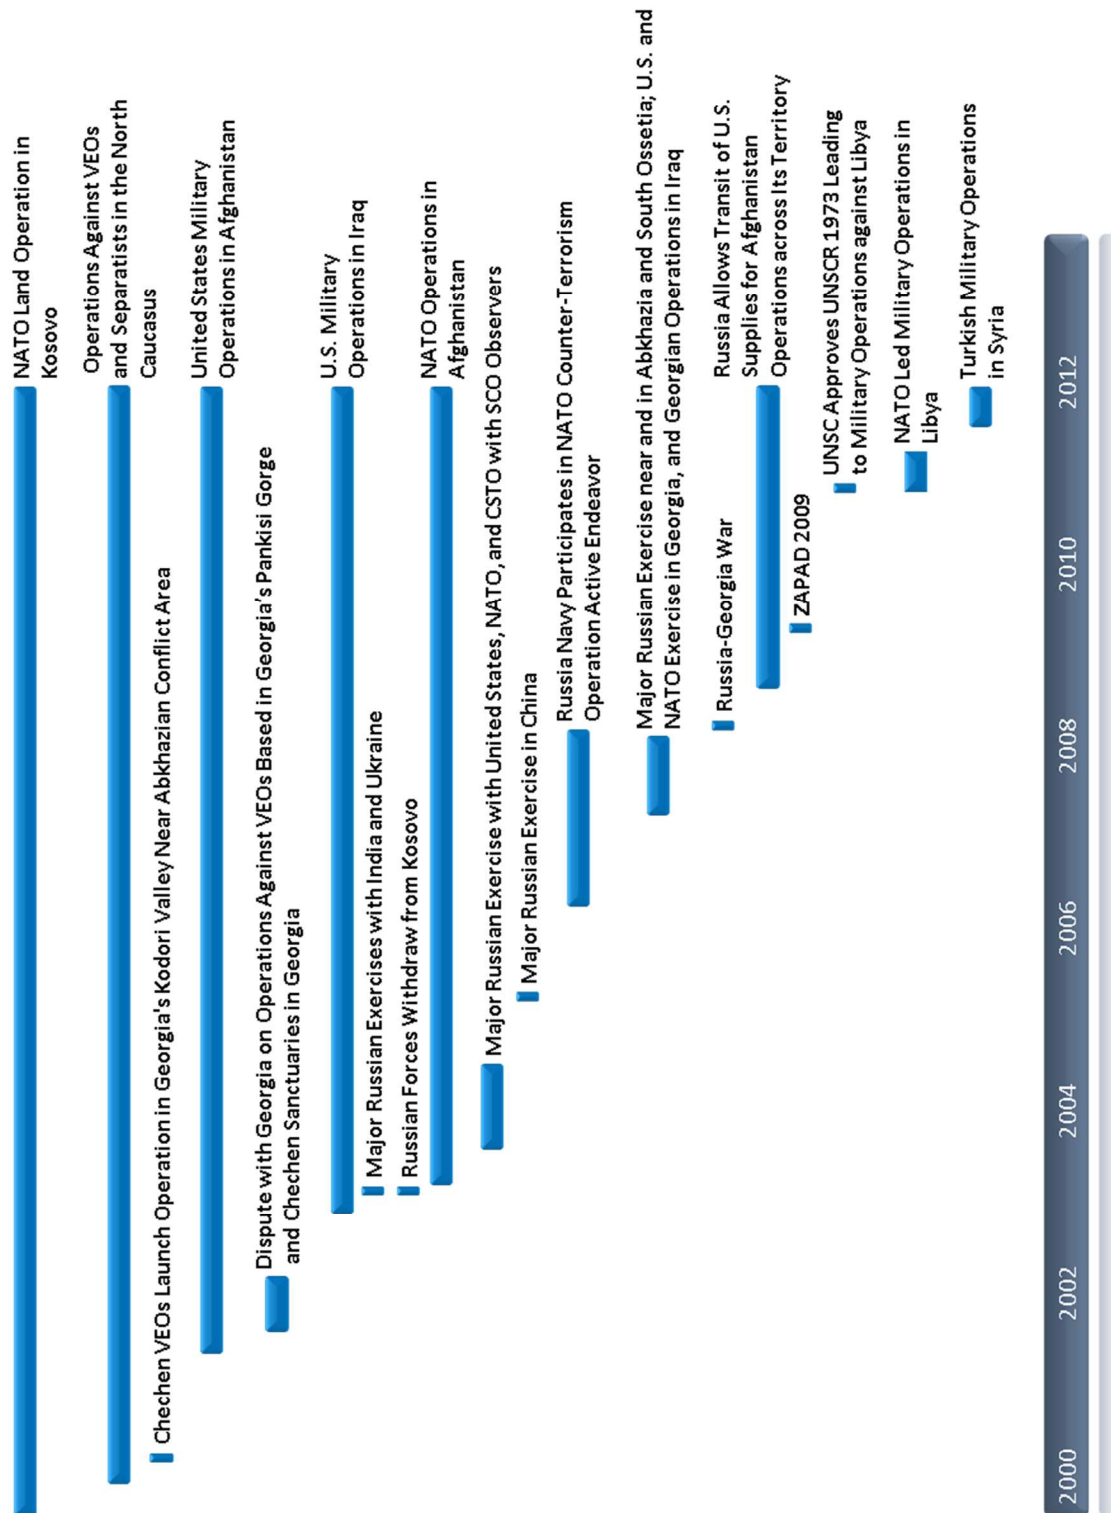 NATO Land Operation in
Kosovo
Operations Against VEOs
and Separatists in the North
Caucasus
Chechen VEOs Launch Operation in Georgia's Kodori Valley Near Abkhazian Conflict Area
United States Military
Operations in Afghanistan
Dispute with Georgia on Operations Against VEOs Based in Georgia's Pankisi Gorge
and Chechen Sanctuaries in Georgia
U.S. Military
Operations in Iraq
Major Russian Exercises with India and Ukraine
Russian Forces Withdraw from Kosovo
NATO Operations in
Afghanistan
Major Russian Exercise with United States, NATO, and CSTO with SCO Observers
Major Russian Exercise in China
Russia Navy Participates in NATO Counter-Terrorism
Operation Active Endeavor
Major Russian Exercise near and in Abkhazia and South Ossetia; U.S. and
NATO Exercise in Georgia, and Georgian Operations in Iraq
Russia-Georgia War
Russia Allows Transit of U.S.
Supplies for Afghanistan
Operations across Its Territory
ZAPAD 2009
UNSC Approves UNSCR 1973 Leading
to Military Operations against Libya
NATO Led Military Operations in
Libya
Turkish Military Operations
in Syria
2000 2002 2004 2006 2008 2010 2012